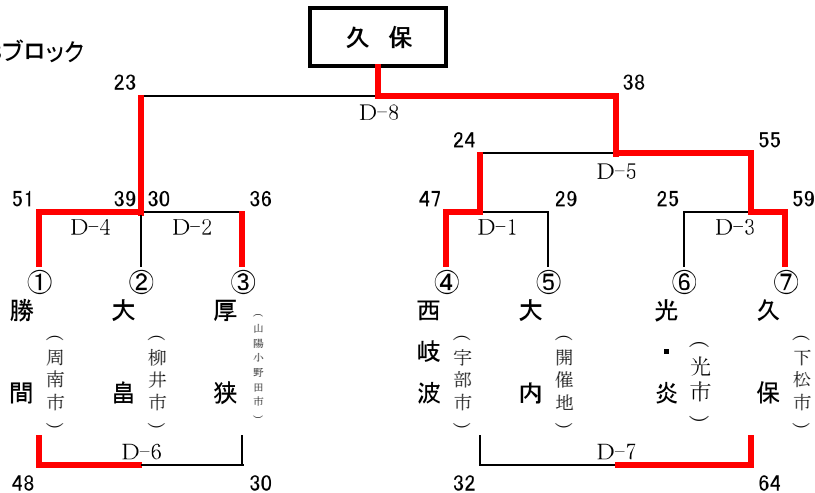 久 保
ブロック
23
38
D-8
24
55
D-5
51
39
30
36
47
29
25
59
D-4
D-2
D-1
D-3
①
②
③
④
⑤
⑥
⑦
勝間
（周南市）
大畠
（柳井市）
厚狭
（山陽小野田市）
西岐波
（宇部市）
大内
（開催地）
光・炎
（光市）
久保
（下松市）
D-6
D-7
48
30
32
64